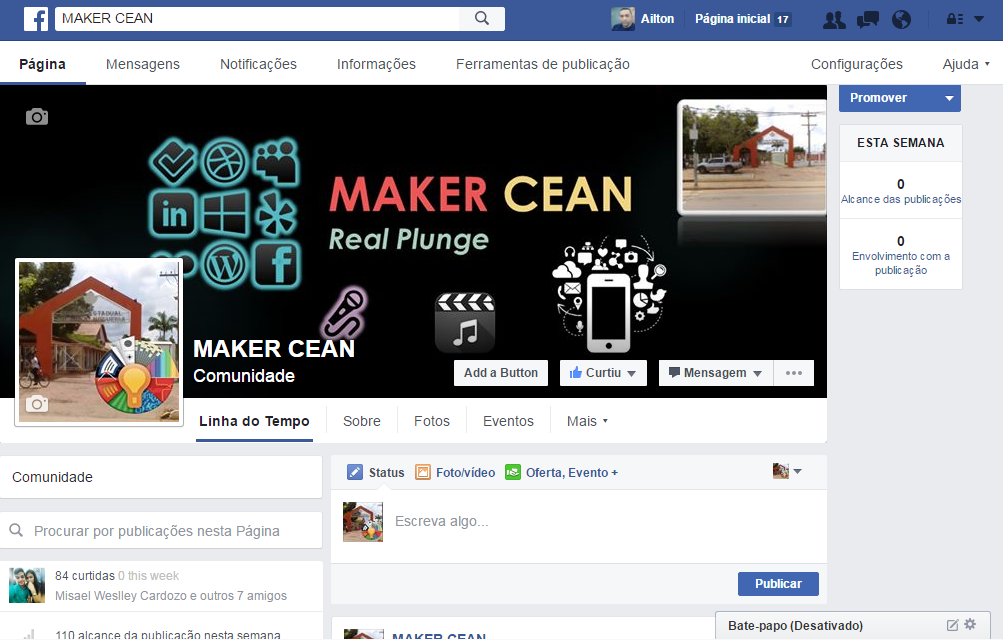 MAKER CEAN
Ailton
Página inicial 17
Página
Mensagens
Notificações
Informações
Ferramentas de publicação
Configurações
Ajuda
Promover
ESTA SEMANA
0
Alcance das publicações
0
Envolvimento com a
publicação
in
f
MAKER CEAN
Real Plunge
MAKER CEAN
Comunidade
Add a Button
Curtiu
Mensagem
Linha do Tempo
Sobre
Fotos
Eventos
Mais
Comunidade
Procurar por publicações nesta Página
84 curtidas 0 this week
Misael Weslley Cardozo e outros 7 amigos
110 alcance da publicação nesta semana
Status
Foto/vídeo
Oferta, Evento +
Escreva algo...
Publicar
MAKER CEAN
Bate-papo (Desativado)